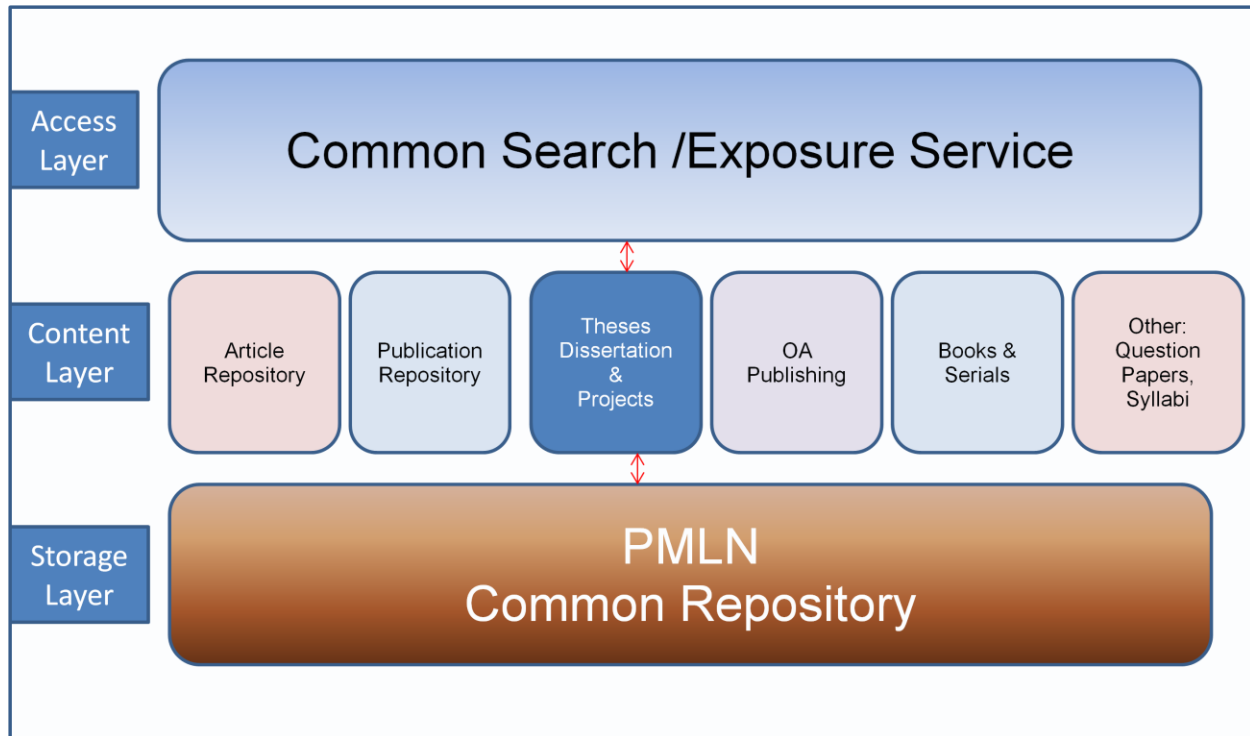 Access
Layer
Common Search /Exposure Service
Content
Layer
Article
Repository
Publication
Repository
Theses
Dissertation
&
Projects
OA
Publishing
Books &
Serials
Other:
Question
Papers,
Syllabi
Storage
Layer
PMLN
Common Repository